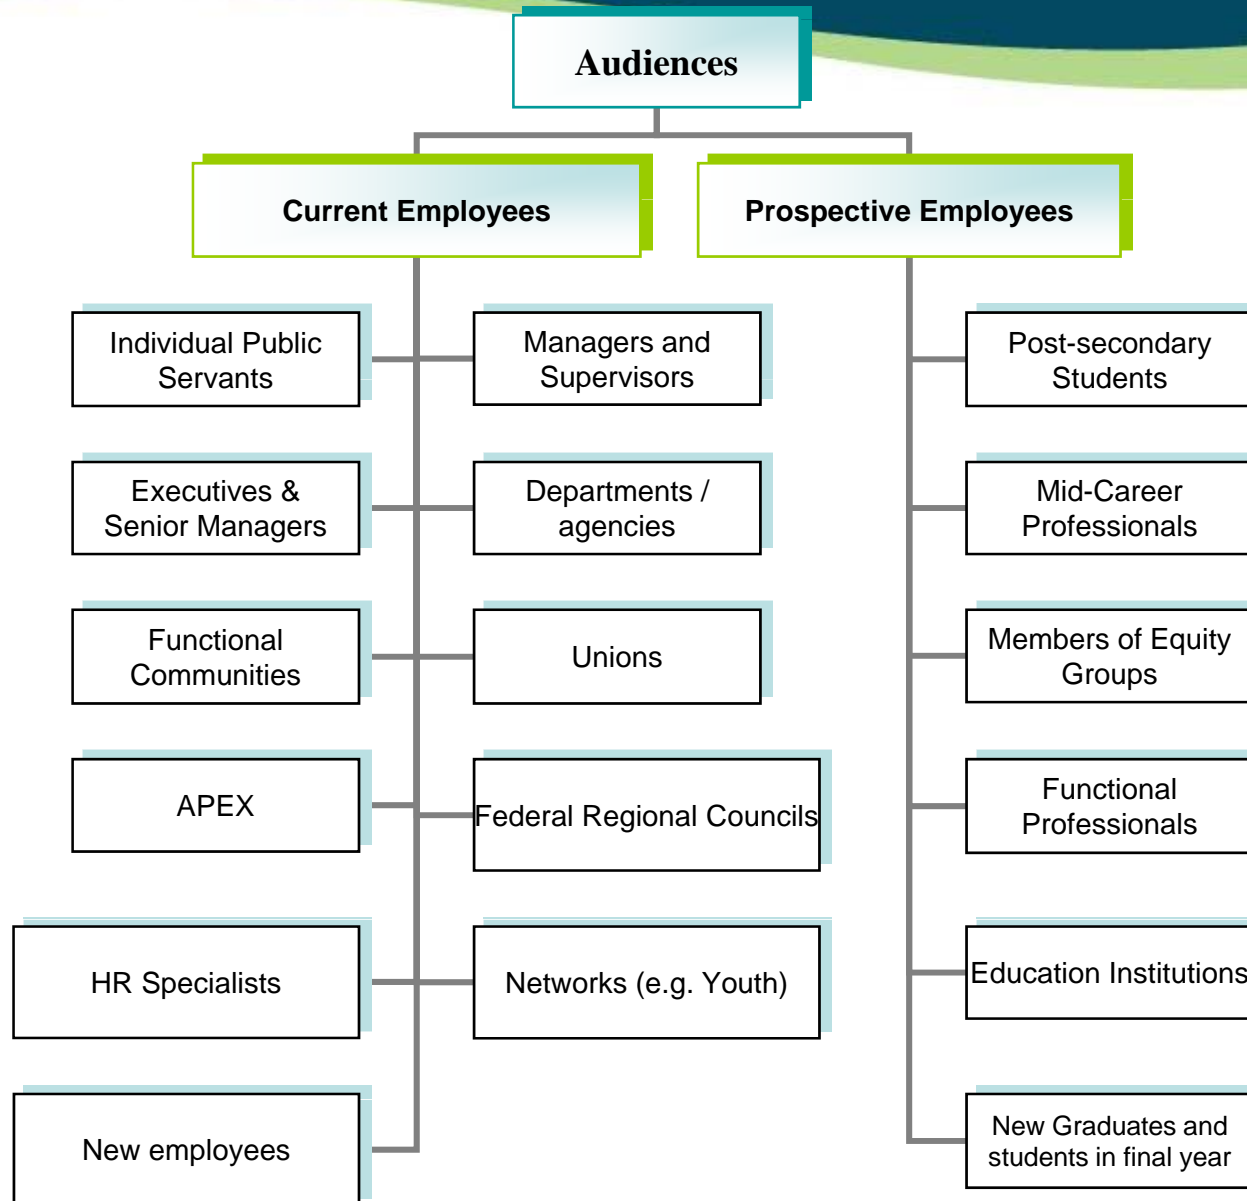 Audiences
Current Employees
Prospective Employees
Individual Public
Servants
Managers and
Supervisors
Post-secondary
Students
Executives &
Senior Managers
Departments /
agencies
Mid-Career
Professionals
Functional
Communities
Unions
Members of Equity
Groups
APEX
Federal Regional Councils
Functional
Professionals
HR Specialists
Networks (e.g. Youth)
Education Institutions
New employees
New Graduates and
students in final year